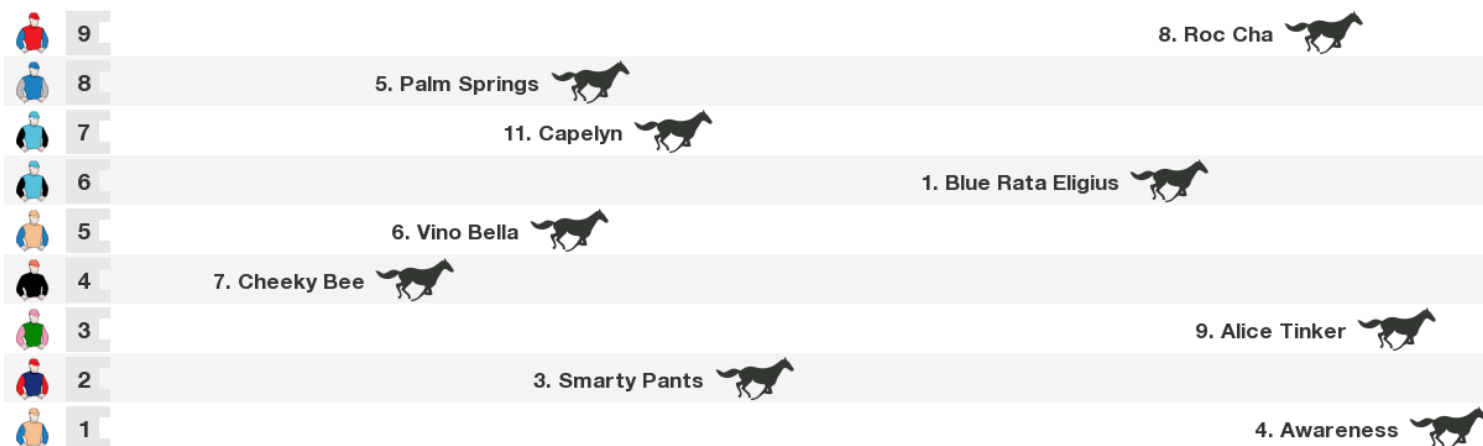 9 8. Roc Cha
8 5. Palm Springs
7 11. Capelyn
6 1. Blue Rata Eligius
5 6. Vino Bella
4 7. Cheeky Bee
3 9. Alice Tinker
2 3. Smarty Pants
1 4. Awareness